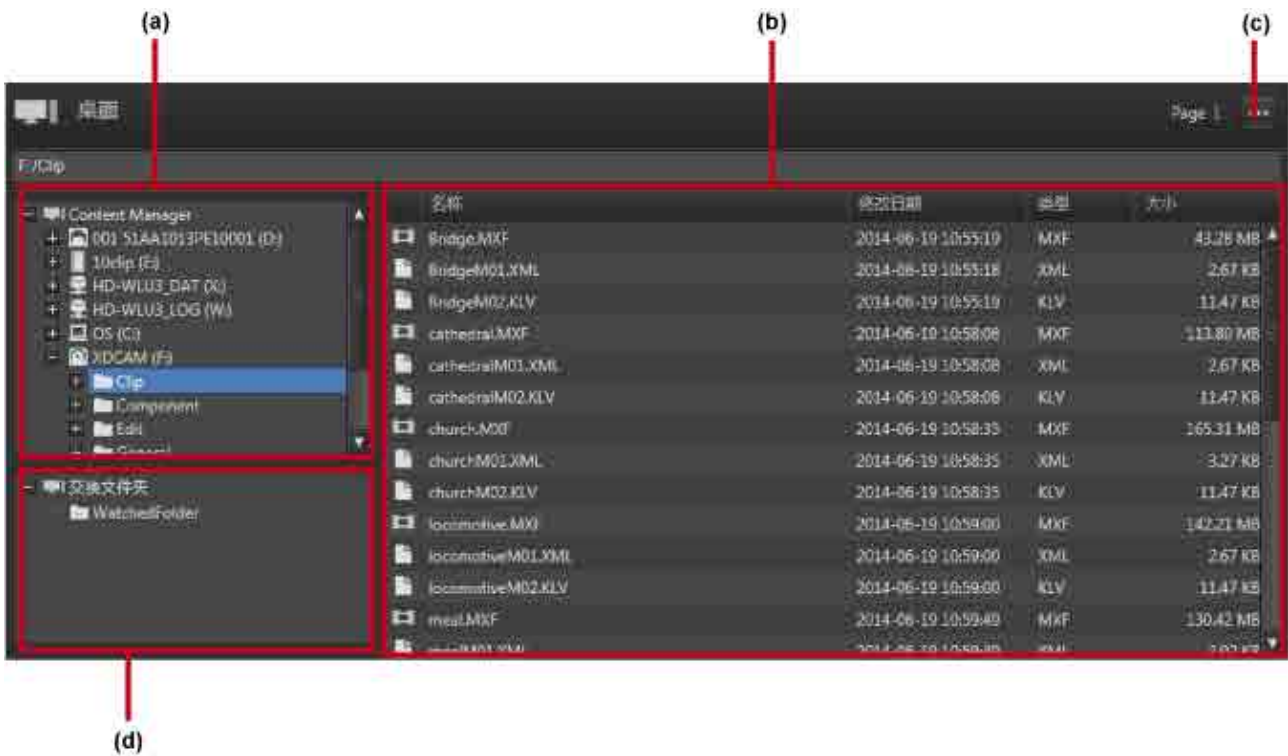 (a) (b) (c)
桌面 Page
F:/Clip
Content Manager
001 51AA1013PE10001 (D:)
10clip (E:)
HD-WLU3_DAT (X:)
HD-WLU3_LOG (W:)
OS (C:)
XDCAM (F:)
Clip
Component
Edit
General
交换文件夹
WatchedFolder
名称 修改日期 类型 大小
Bridge.MXF 2014-06-19 10:55:19 MXF 43.28 MB
BridgeM01.XML 2014-06-19 10:55:18 XML 2.67 KB
BridgeM02.KLV 2014-06-19 10:55:19 KLV 11.47 KB
cathedral.MXF 2014-06-19 10:58:08 MXF 113.80 MB
cathedralM01.XML 2014-06-19 10:58:08 XML 2.67 KB
cathedralM02.KLV 2014-06-19 10:58:08 KLV 11.47 KB
church.MXF 2014-06-19 10:58:35 MXF 165.31 MB
churchM01.XML 2014-06-19 10:58:35 XML 3.27 KB
churchM02.KLV 2014-06-19 10:58:35 KLV 11.47 KB
locomotive.MXF 2014-06-19 10:59:00 MXF 142.21 MB
locomotiveM01.XML 2014-06-19 10:59:00 XML 2.67 KB
locomotiveM02.KLV 2014-06-19 10:59:00 KLV 11.47 KB
meal.MXF 2014-06-19 10:59:49 MXF 130.42 MB
mealM01.XML 2014-06-19 10:59:49 XML
(d)